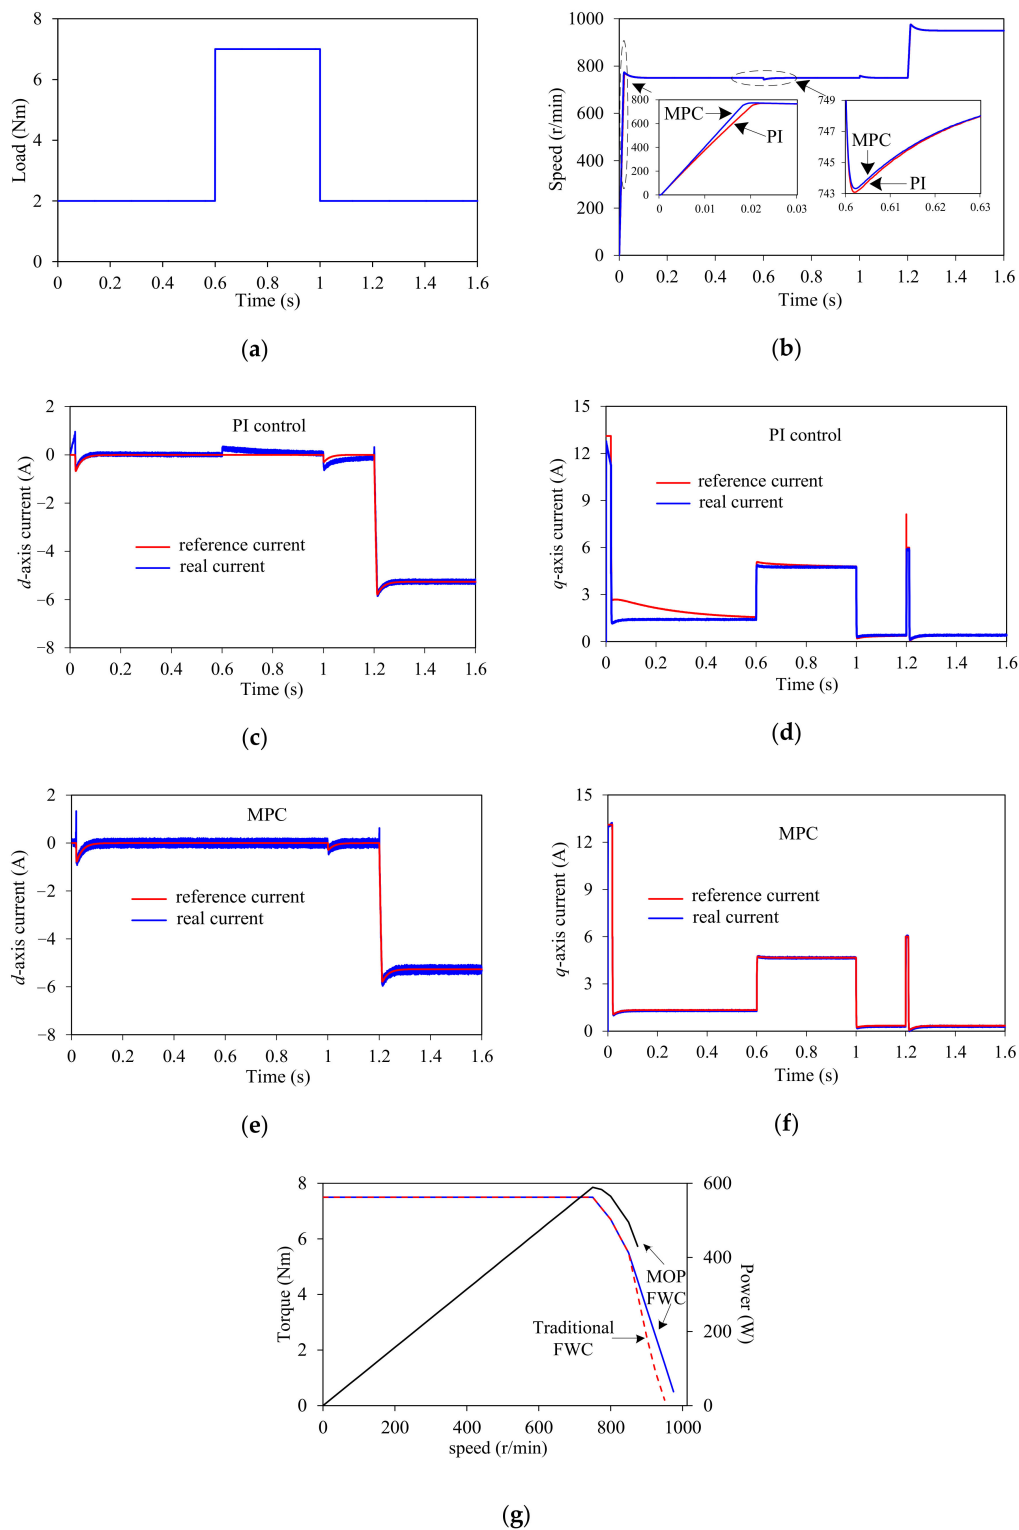 8
6
4
2
0
Load (Nm)
0 0.2 0.4 0.6 0.8 1 1.2 1.4 1.6
Time (s)
(a)
1000
800
600
400
200
0
Speed (r/min)
800
600
400
200
0
MPC
PI
0 0.01 0.02 0.03
749
747
745
743
MPC
PI
0.6 0.61 0.62 0.63
0 0.2 0.4 0.6 0.8 1 1.2 1.4 1.6
Time (s)
(b)
2
0
−2
−4
−6
−8
d-axis current (A)
PI control
reference current
real current
0 0.2 0.4 0.6 0.8 1 1.2 1.4 1.6
Time (s)
(c)
15
12
9
6
3
0
q-axis current (A)
PI control
reference current
real current
0 0.2 0.4 0.6 0.8 1 1.2 1.4 1.6
Time (s)
(d)
2
0
−2
−4
−6
−8
d-axis current (A)
MPC
reference current
real current
0 0.2 0.4 0.6 0.8 1 1.2 1.4 1.6
Time (s)
(e)
15
12
9
6
3
0
q-axis current (A)
MPC
reference current
real current
0 0.2 0.4 0.6 0.8 1 1.2 1.4 1.6
Time (s)
(f)
8
6
4
2
0
Torque (Nm)
600
400
200
0
Power (W)
MOP
FWC
Traditional
FWC
0 200 400 600 800 1000
speed (r/min)
(g)